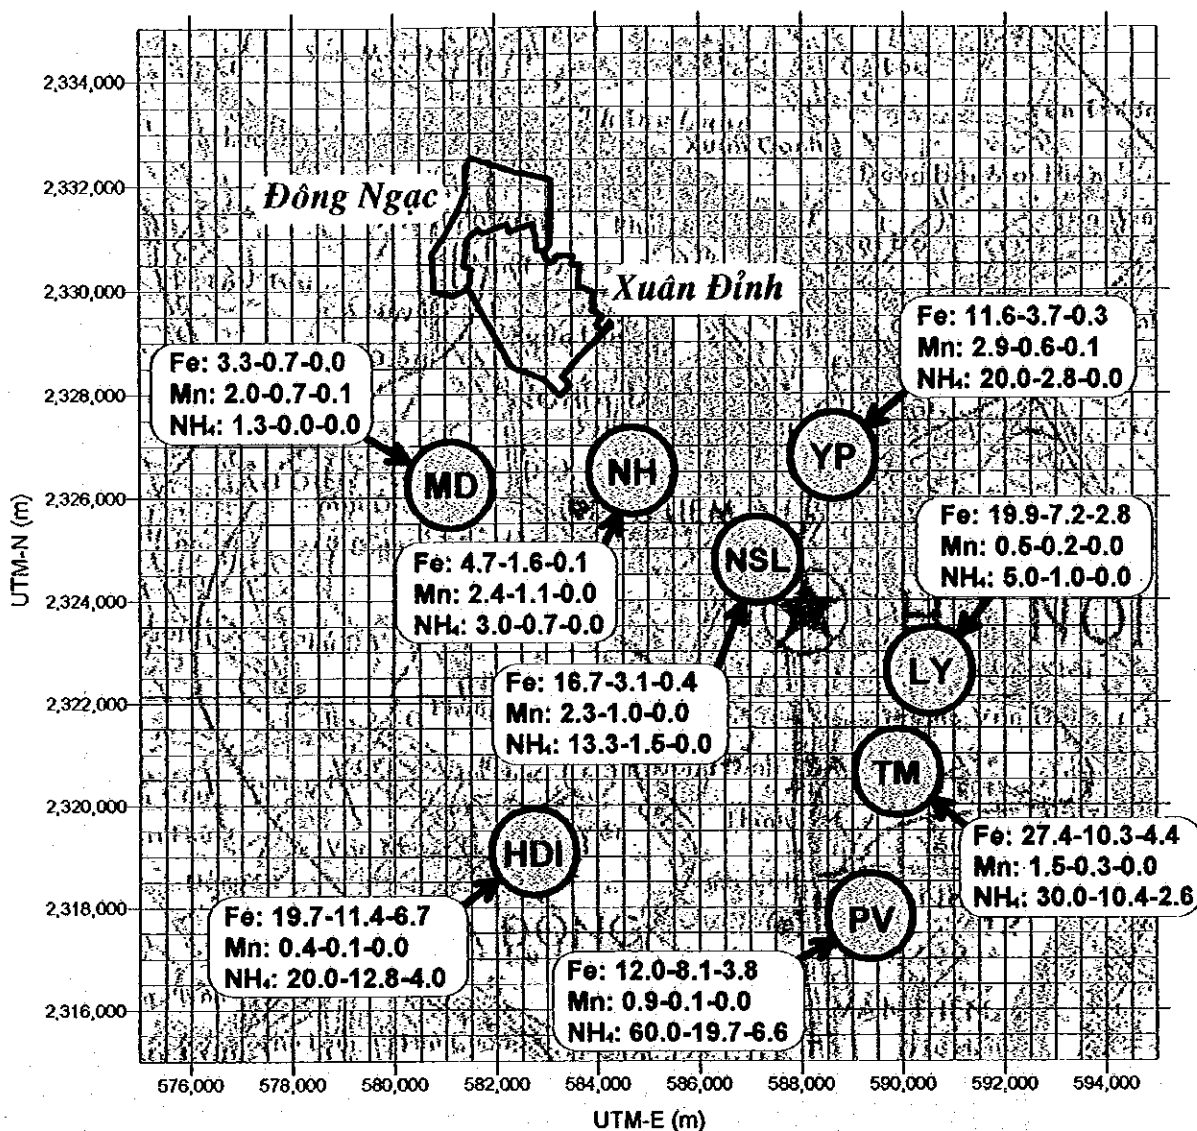 2,334,000
2,332,000
2,330,000
2,328,000
2,326,000
2,324,000
2,322,000
2,320,000
2,318,000
2,316,000
UTM-N (m)
Đông Ngạc
Xuân Đỉnh
Fe: 11.6-3.7-0.3
Mn: 2.9-0.6-0.1
NH₄: 20.0-2.8-0.0
Fe: 3.3-0.7-0.0
Mn: 2.0-0.7-0.1
NH₄: 1.3-0.0-0.0
MD
NH
YP
Fe: 19.9-7.2-2.8
Mn: 0.5-0.2-0.0
NH₄: 5.0-1.0-0.0
Fe: 4.7-1.6-0.1
Mn: 2.4-1.1-0.0
NH₄: 3.0-0.7-0.0
NSL
LY
Fe: 16.7-3.1-0.4
Mn: 2.3-1.0-0.0
NH₄: 13.3-1.5-0.0
TM
Fe: 27.4-10.3-4.4
Mn: 1.5-0.3-0.0
NH₄: 30.0-10.4-2.6
HDI
PV
Fe: 19.7-11.4-6.7
Mn: 0.4-0.1-0.0
NH₄: 20.0-12.8-4.0
Fe: 12.0-8.1-3.8
Mn: 0.9-0.1-0.0
NH₄: 60.0-19.7-6.6
576,000 578,000 580,000 582,000 584,000 586,000 588,000 590,000 592,000 594,000
UTM-E (m)